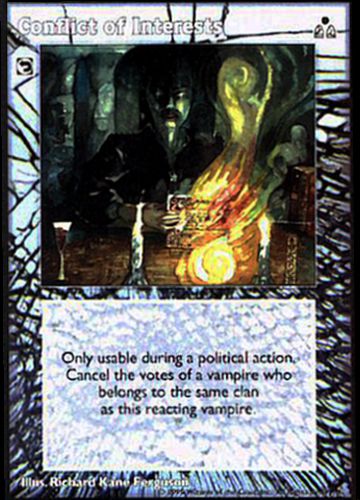 Conflict of Interests
Only usable during a political action.
Cancel the votes of a vampire who
belongs to the same clan
as this reacting vampire.
Illus. Richard Kane Ferguson